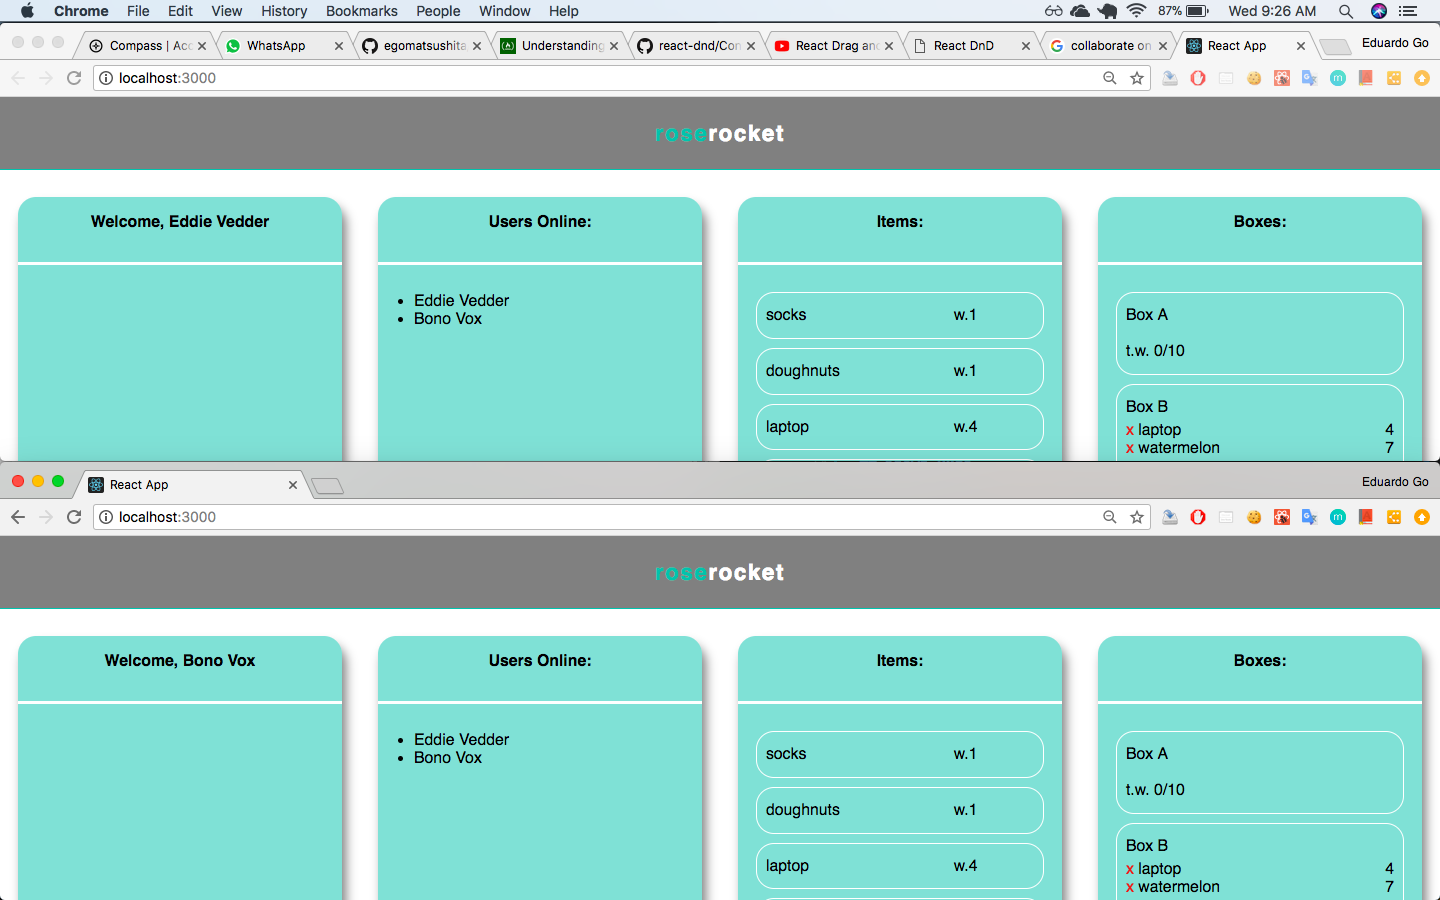 Chrome File Edit View History Bookmarks People Window Help 87% Wed 9:26 AM
Compass | Acc WhatsApp egomatsushita Understanding react-dnd/Con React Drag and React DnD collaborate on React App Eduardo Go
localhost:3000
roserocket
Welcome, Eddie Vedder Users Online: Items: Boxes:
Eddie Vedder
Bono Vox
socks w.1
doughnuts w.1
laptop w.4
Box A
t.w. 0/10
Box B
x laptop 4
x watermelon 7
React App Eduardo Go
localhost:3000
roserocket
Welcome, Bono Vox Users Online: Items: Boxes:
Eddie Vedder
Bono Vox
socks w.1
doughnuts w.1
laptop w.4
Box A
t.w. 0/10
Box B
x laptop 4
x watermelon 7